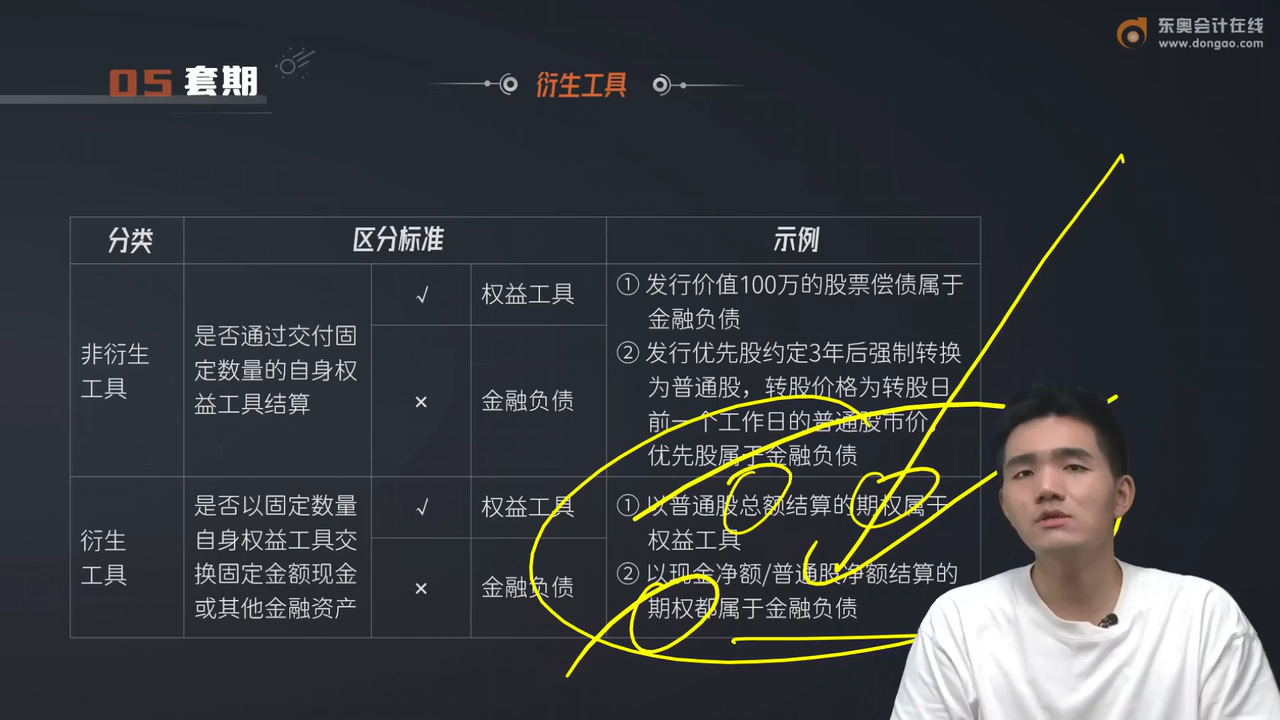 东奥会计在线
www.dongao.com
05 套期
衍生工具
分类
区分标准
示例
非衍生
工具
是否通过交付固
定数量的自身权
益工具结算
√
权益工具
×
金融负债
① 发行价值100万的股票偿债属于
金融负债
② 发行优先股约定3年后强制转换
为普通股，转股价格为转股日
前一个工作日的普通股市价，
优先股属于金融负债
衍生
工具
是否以固定数量
自身权益工具交
换固定金额现金
或其他金融资产
√
权益工具
×
金融负债
① 以普通股总额结算的期权属于
权益工具
② 以现金净额/普通股净额结算的
期权都属于金融负债